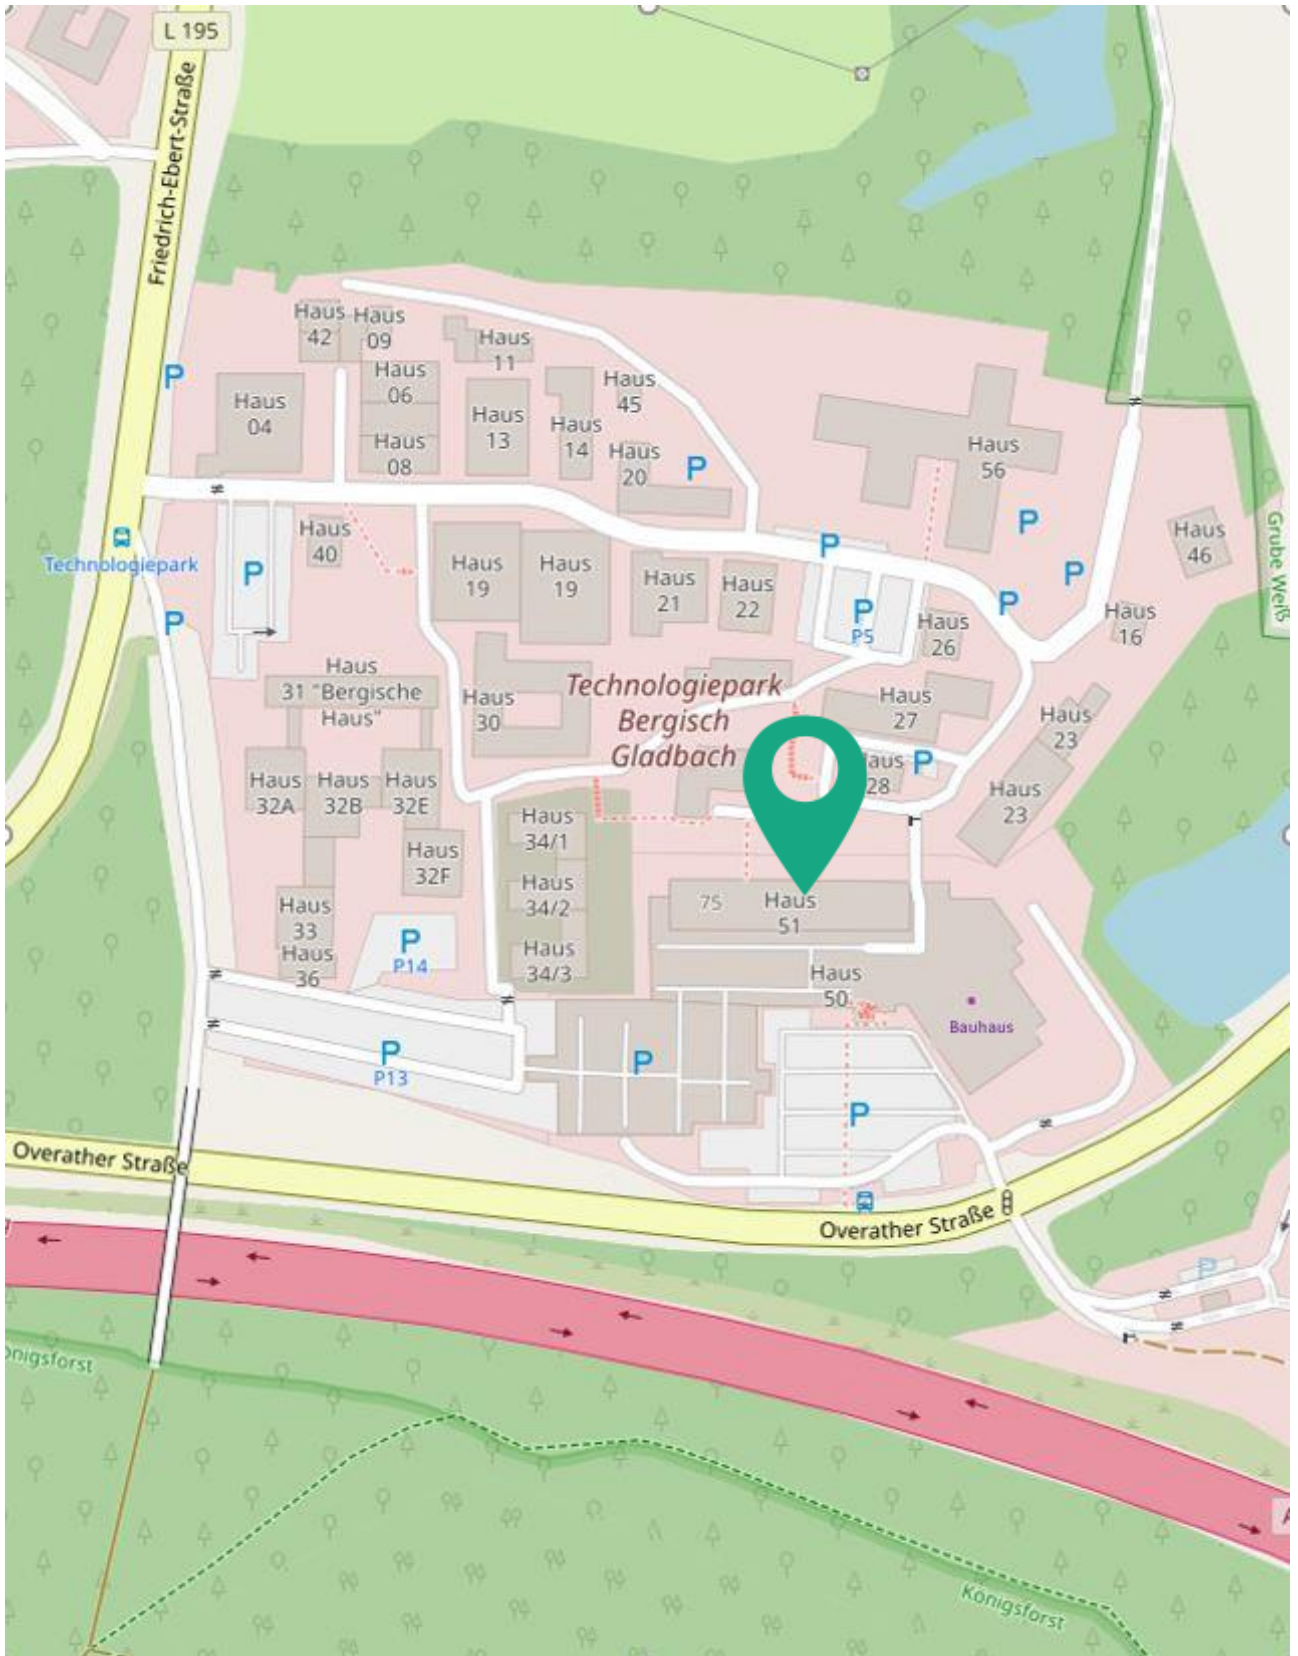 L 195
Friedrich-Ebert-Straße
Haus
42
Haus
09
Haus
11
Haus
06
Haus
45
Haus
04
Haus
13
Haus
14
Haus
08
Haus
20
P
P
Haus
56
P
Haus
46
Grube Weiß
Haus
40
P
Technologiepark
P
P
Haus
19
Haus
19
Haus
21
Haus
22
P
P
P5
P
P
Haus
26
Haus
16
Haus
31 "Bergische
Haus"
Haus
30
Technologiepark
Bergisch
Gladbach
Haus
27
Haus
23
P
28
Haus
23
Haus
32A
Haus
32B
Haus
32E
Haus
34/1
Haus
32F
Haus
34/2
75
Haus
51
Haus
33
Haus
36
P
P14
Haus
34/3
Haus
50
Bauhaus
P
P13
P
P
Overather Straße
Overather Straße
P
Königsforst